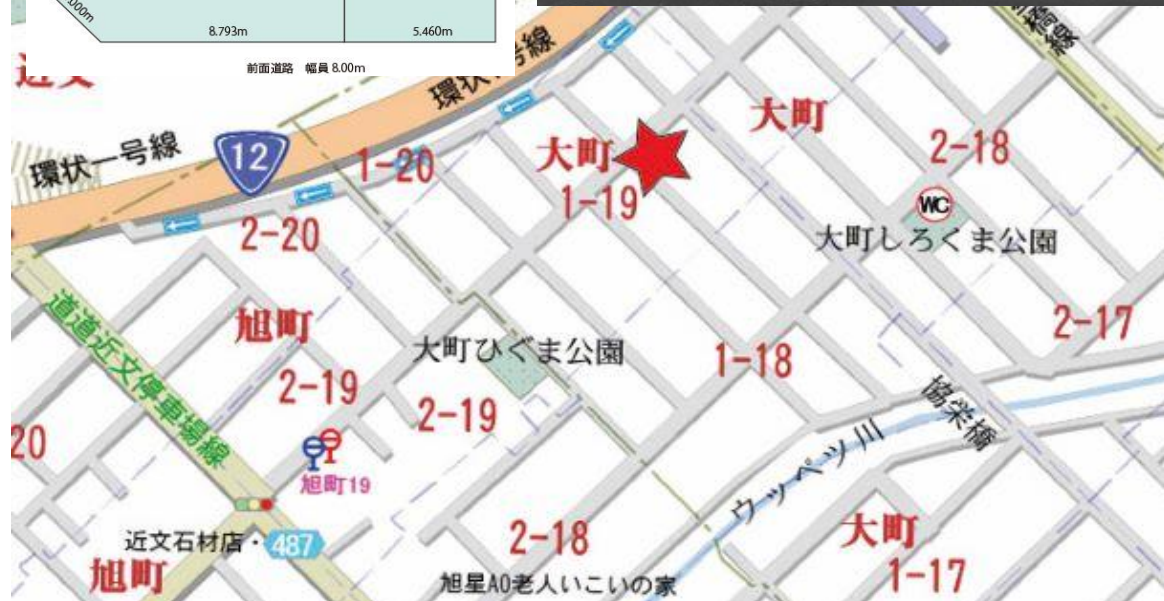 8.793m
5.460m
前面道路　幅員 8.00m
環状一号線
12
環状一号線
1-20
大町
1-19
大町
2-18
WC
大町しろくま公園
2-20
旭町
道道近文停車場線
大町ひぐま公園
2-17
1-18
2-19
2-19
協栄橋
20
旭町19
ウッペツ川
近文石材店・
487
旭町
2-18
大町
旭星AO老人いこいの家
1-17